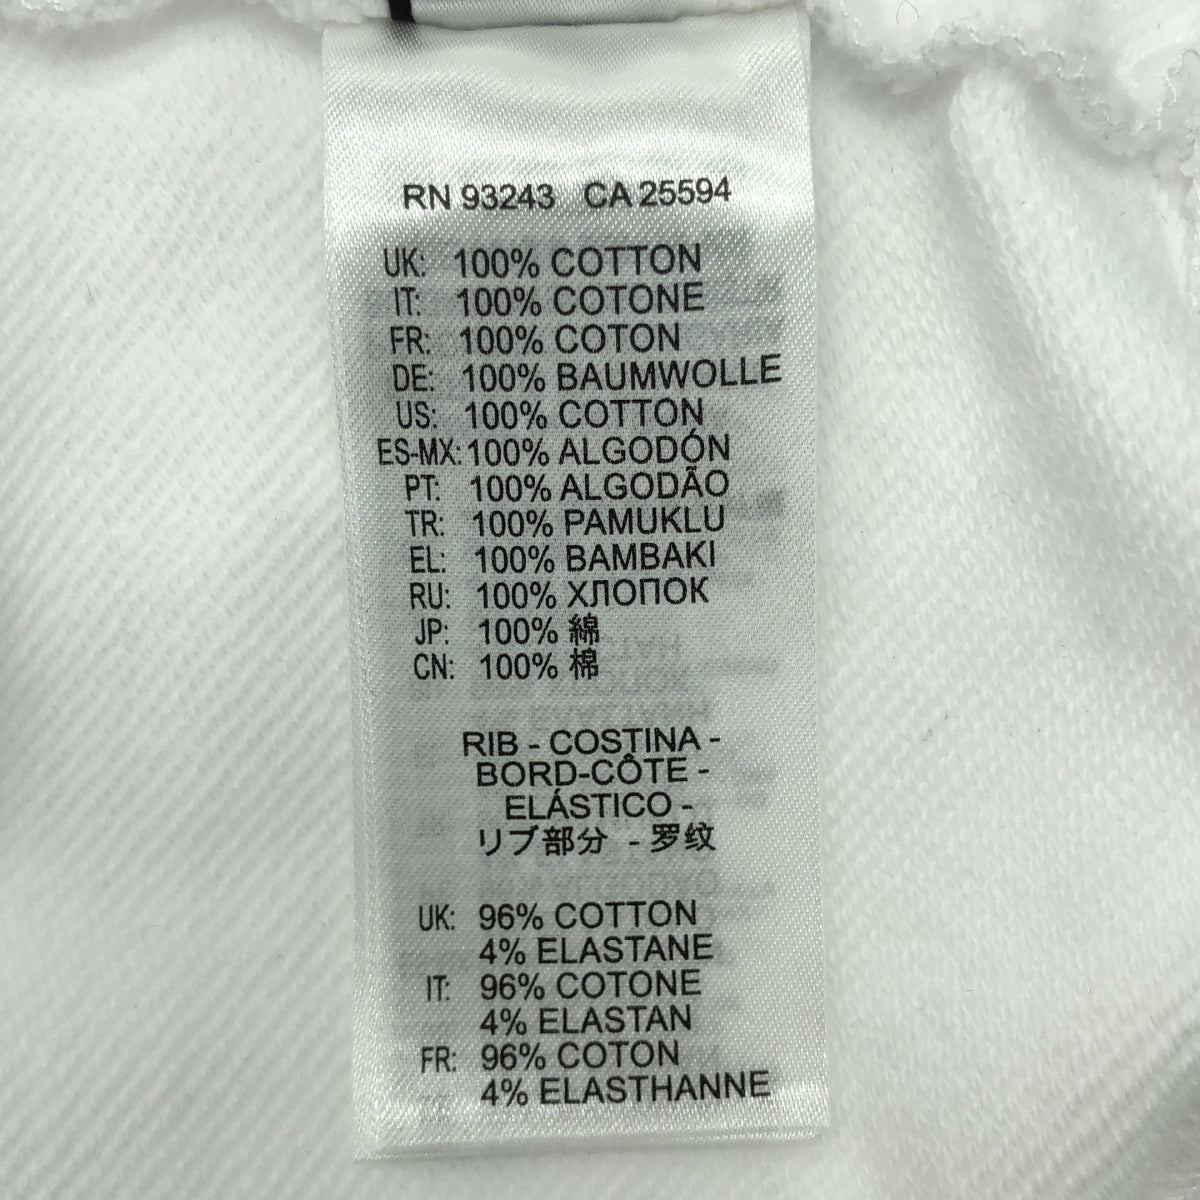 RN 93243 CA 25594
UK: 100% COTTON
IT: 100% COTONE
FR: 100% COTON
DE: 100% BAUMWOLLE
US: 100% COTTON
ES-MX: 100% ALGODÓN
PT: 100% ALGODÃO
TR: 100% PAMUKLU
EL: 100% BAMBAKI
RU: 100% ХЛОПОК
JP: 100% 綿
CN: 100% 棉
RIB - COSTINA -
BORD-CÔTE -
ELÁSTICO -
リブ部分 - 罗纹
UK: 96% COTTON
4% ELASTANE
IT: 96% COTONE
4% ELASTAN
FR: 96% COTON
4% ELASTHANNE